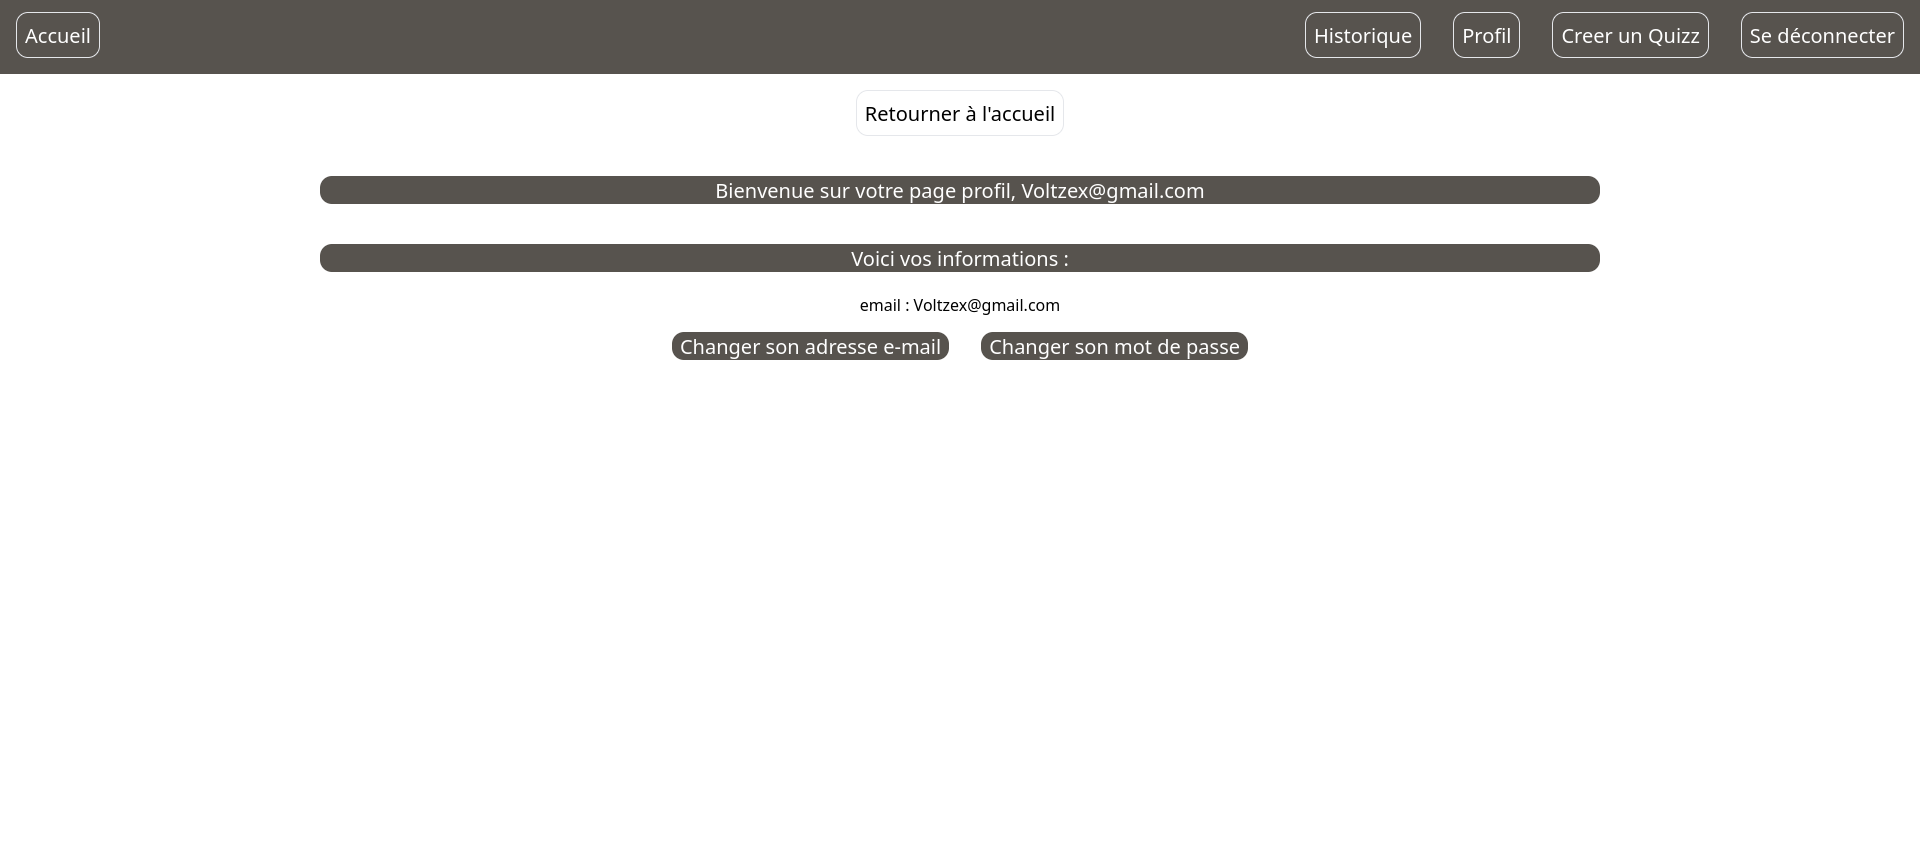 Accueil
Historique
Profil
Creer un Quizz
Se déconnecter
Retourner à l'accueil
Bienvenue sur votre page profil, Voltzex@gmail.com
Voici vos informations :
email : Voltzex@gmail.com
Changer son adresse e-mail
Changer son mot de passe